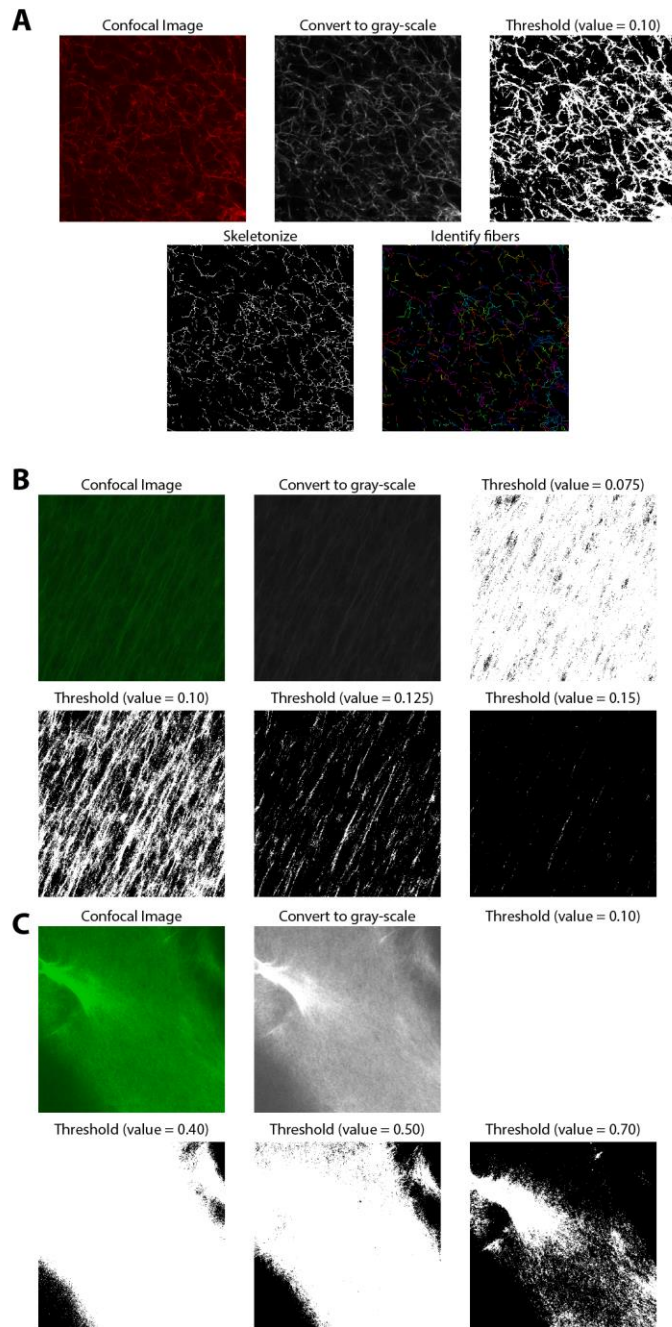 A
Confocal Image
Convert to gray-scale
Threshold (value = 0.10)
Skeletonize
Identify fibers
B
Confocal Image
Convert to gray-scale
Threshold (value = 0.075)
Threshold (value = 0.10)
Threshold (value = 0.125)
Threshold (value = 0.15)
C
Confocal Image
Convert to gray-scale
Threshold (value = 0.10)
Threshold (value = 0.40)
Threshold (value = 0.50)
Threshold (value = 0.70)